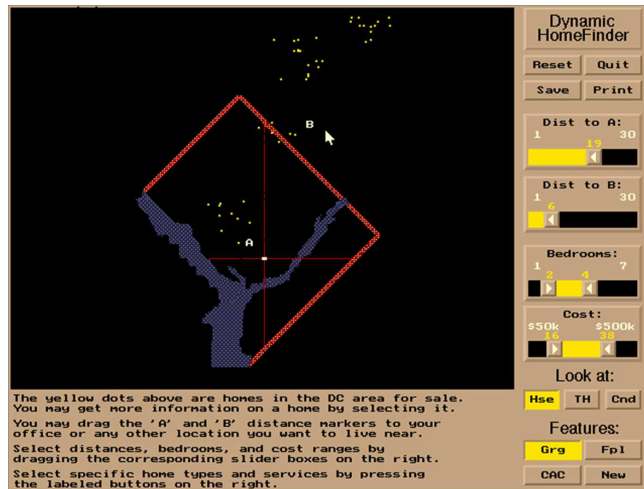 Dynamic
HomeFinder
Reset Quit
Save Print
Dist to A:
1 30
19
Dist to B:
1 30
6
Bedrooms:
1 7
2 4
Cost:
$50k $500k
16 38
Look at:
Hse TH Cnd
Features:
Grg Fpl
CAC New
B
A
The yellow dots above are homes in the DC area for sale.
You may get more information on a home by selecting it.
You may drag the 'A' and 'B' distance markers to your
office or any other location you want to live near.
Select distances, bedrooms, and cost ranges by
dragging the corresponding slider boxes on the right.
Select specific home types and services by pressing
the labeled buttons on the right.